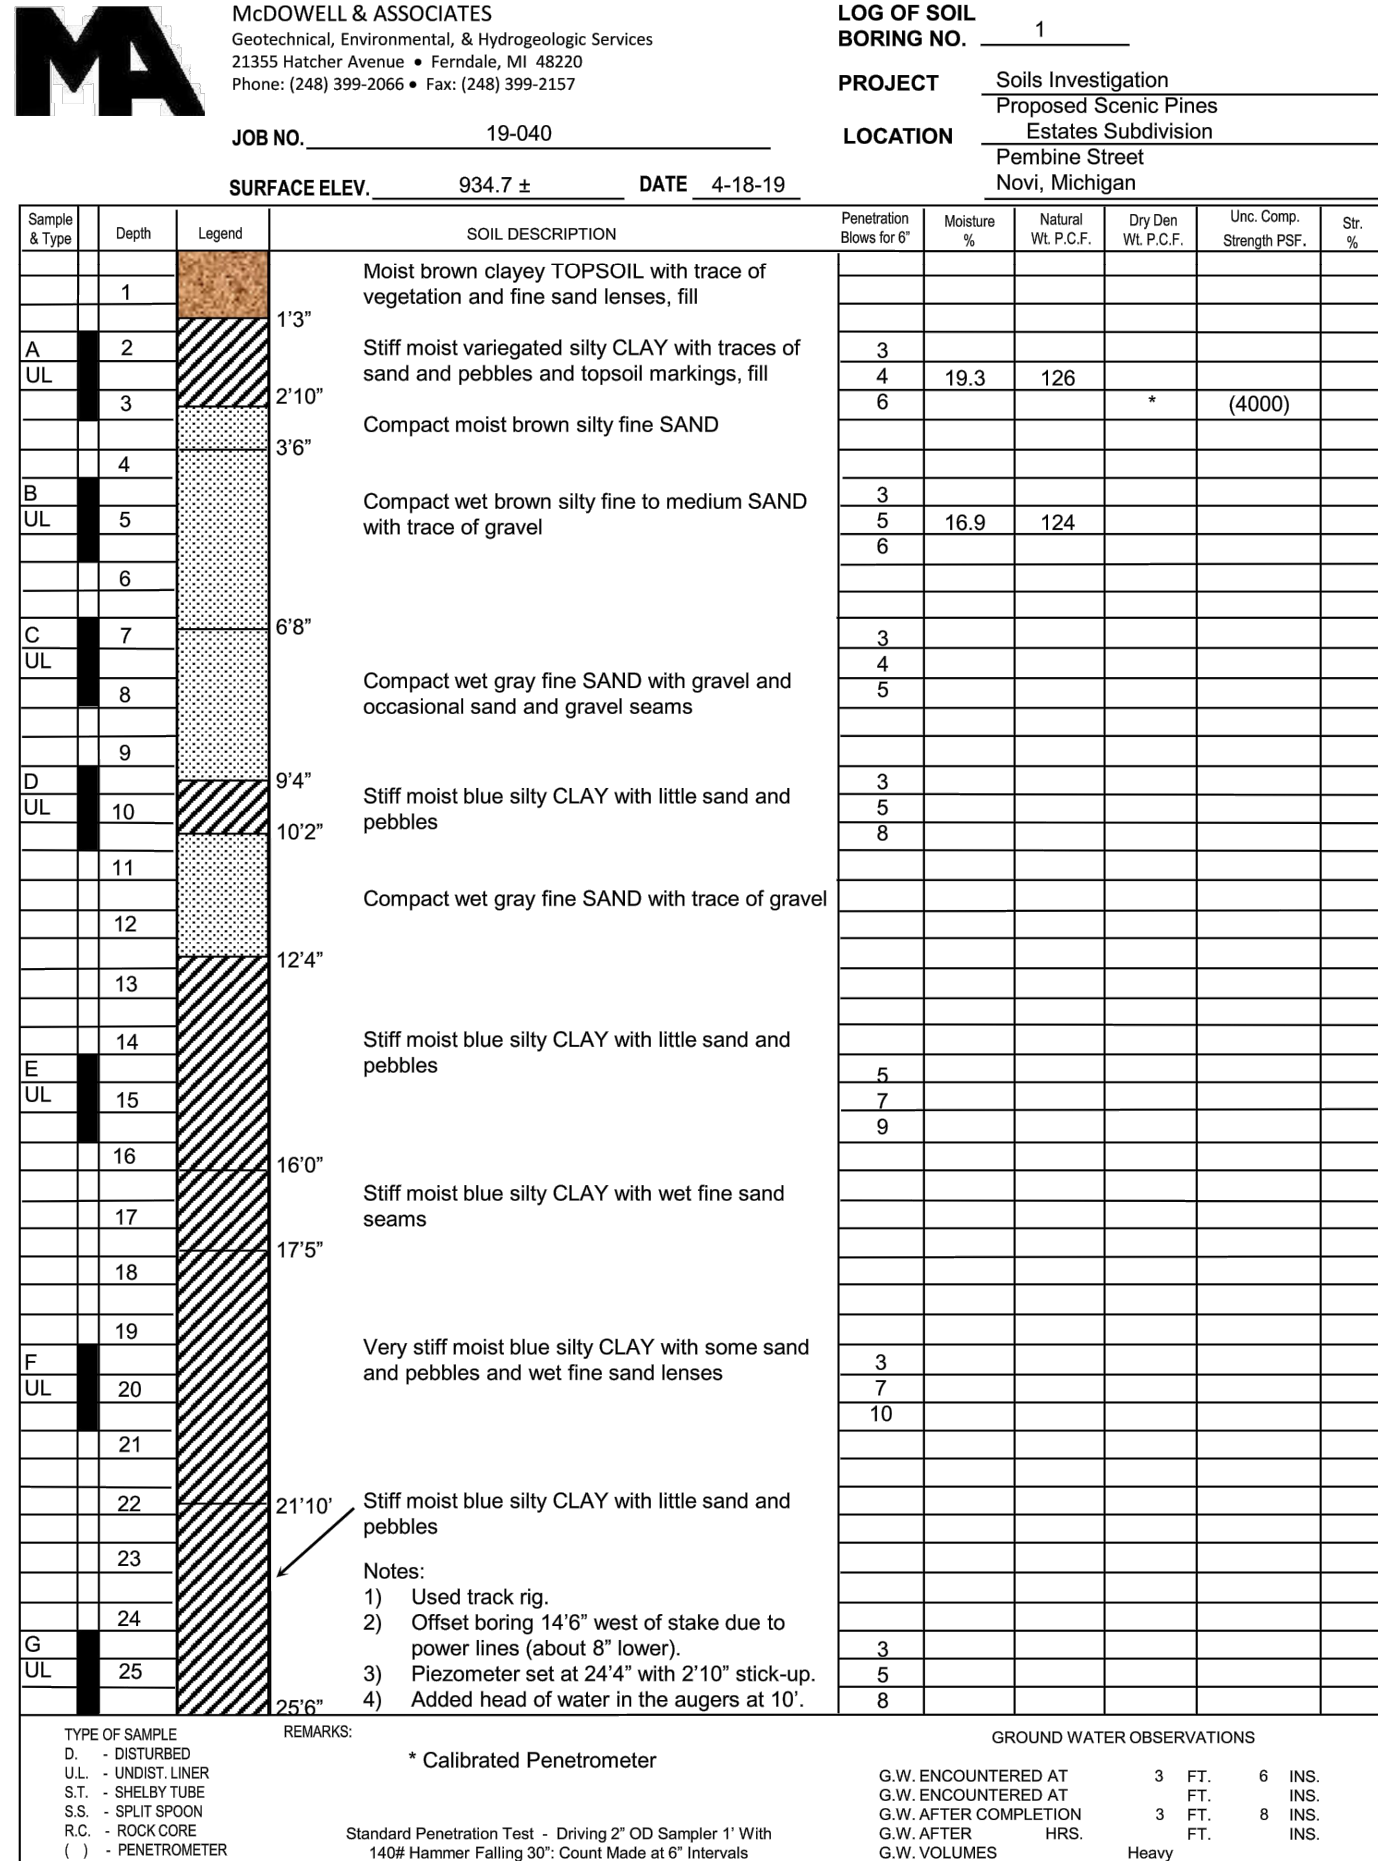 MA
McDOWELL & ASSOCIATES
Geotechnical, Environmental, & Hydrogeologic Services
21355 Hatcher Avenue • Ferndale, MI 48220
Phone: (248) 399-2066 • Fax: (248) 399-2157
LOG OF SOIL
BORING NO. 1
PROJECT Soils Investigation
Proposed Scenic Pines
JOB NO. 19-040 LOCATION Estates Subdivision
Pembine Street
SURFACE ELEV. 934.7 ± DATE 4-18-19 Novi, Michigan
Sample & Type Depth Legend SOIL DESCRIPTION Penetration Blows for 6" Moisture % Natural Wt. P.C.F. Dry Den Wt. P.C.F. Unc. Comp. Strength PSF. Str. %
Moist brown clayey TOPSOIL with trace of
1 vegetation and fine sand lenses, fill
1'3"
A 2 Stiff moist variegated silty CLAY with traces of 3
UL sand and pebbles and topsoil markings, fill 4 19.3 126
2'10"
3 6 * (4000)
Compact moist brown silty fine SAND
3'6"
4
B Compact wet brown silty fine to medium SAND 3
UL 5 with trace of gravel 5 16.9 124
6
6
6'8"
C 7 3
UL 4
Compact wet gray fine SAND with gravel and 5
8 occasional sand and gravel seams
9
D 9'4" 3
UL 10 Stiff moist blue silty CLAY with little sand and 5
pebbles
10'2" 8
11
Compact wet gray fine SAND with trace of gravel
12
12'4"
13
14 Stiff moist blue silty CLAY with little sand and
E pebbles 5
UL 15 7
9
16 16'0"
Stiff moist blue silty CLAY with wet fine sand
17 seams
17'5"
18
19
Very stiff moist blue silty CLAY with some sand
F and pebbles and wet fine sand lenses 3
UL 20 7
10
21
22 21'10' Stiff moist blue silty CLAY with little sand and
pebbles
23
Notes:
1) Used track rig.
24 2) Offset boring 14'6" west of stake due to
G power lines (about 8" lower). 3
UL 25 3) Piezometer set at 24'4" with 2'10" stick-up. 5
25'6" 4) Added head of water in the augers at 10'. 8
TYPE OF SAMPLE
D. - DISTURBED
U.L. - UNDIST. LINER
S.T. - SHELBY TUBE
S.S. - SPLIT SPOON
R.C. - ROCK CORE
( ) - PENETROMETER
REMARKS:
* Calibrated Penetrometer
Standard Penetration Test - Driving 2" OD Sampler 1' With
140# Hammer Falling 30": Count Made at 6" Intervals
GROUND WATER OBSERVATIONS
G.W. ENCOUNTERED AT 3 FT. 6 INS.
G.W. ENCOUNTERED AT FT. INS.
G.W. AFTER COMPLETION 3 FT. 8 INS.
G.W. AFTER HRS. FT. INS.
G.W. VOLUMES Heavy